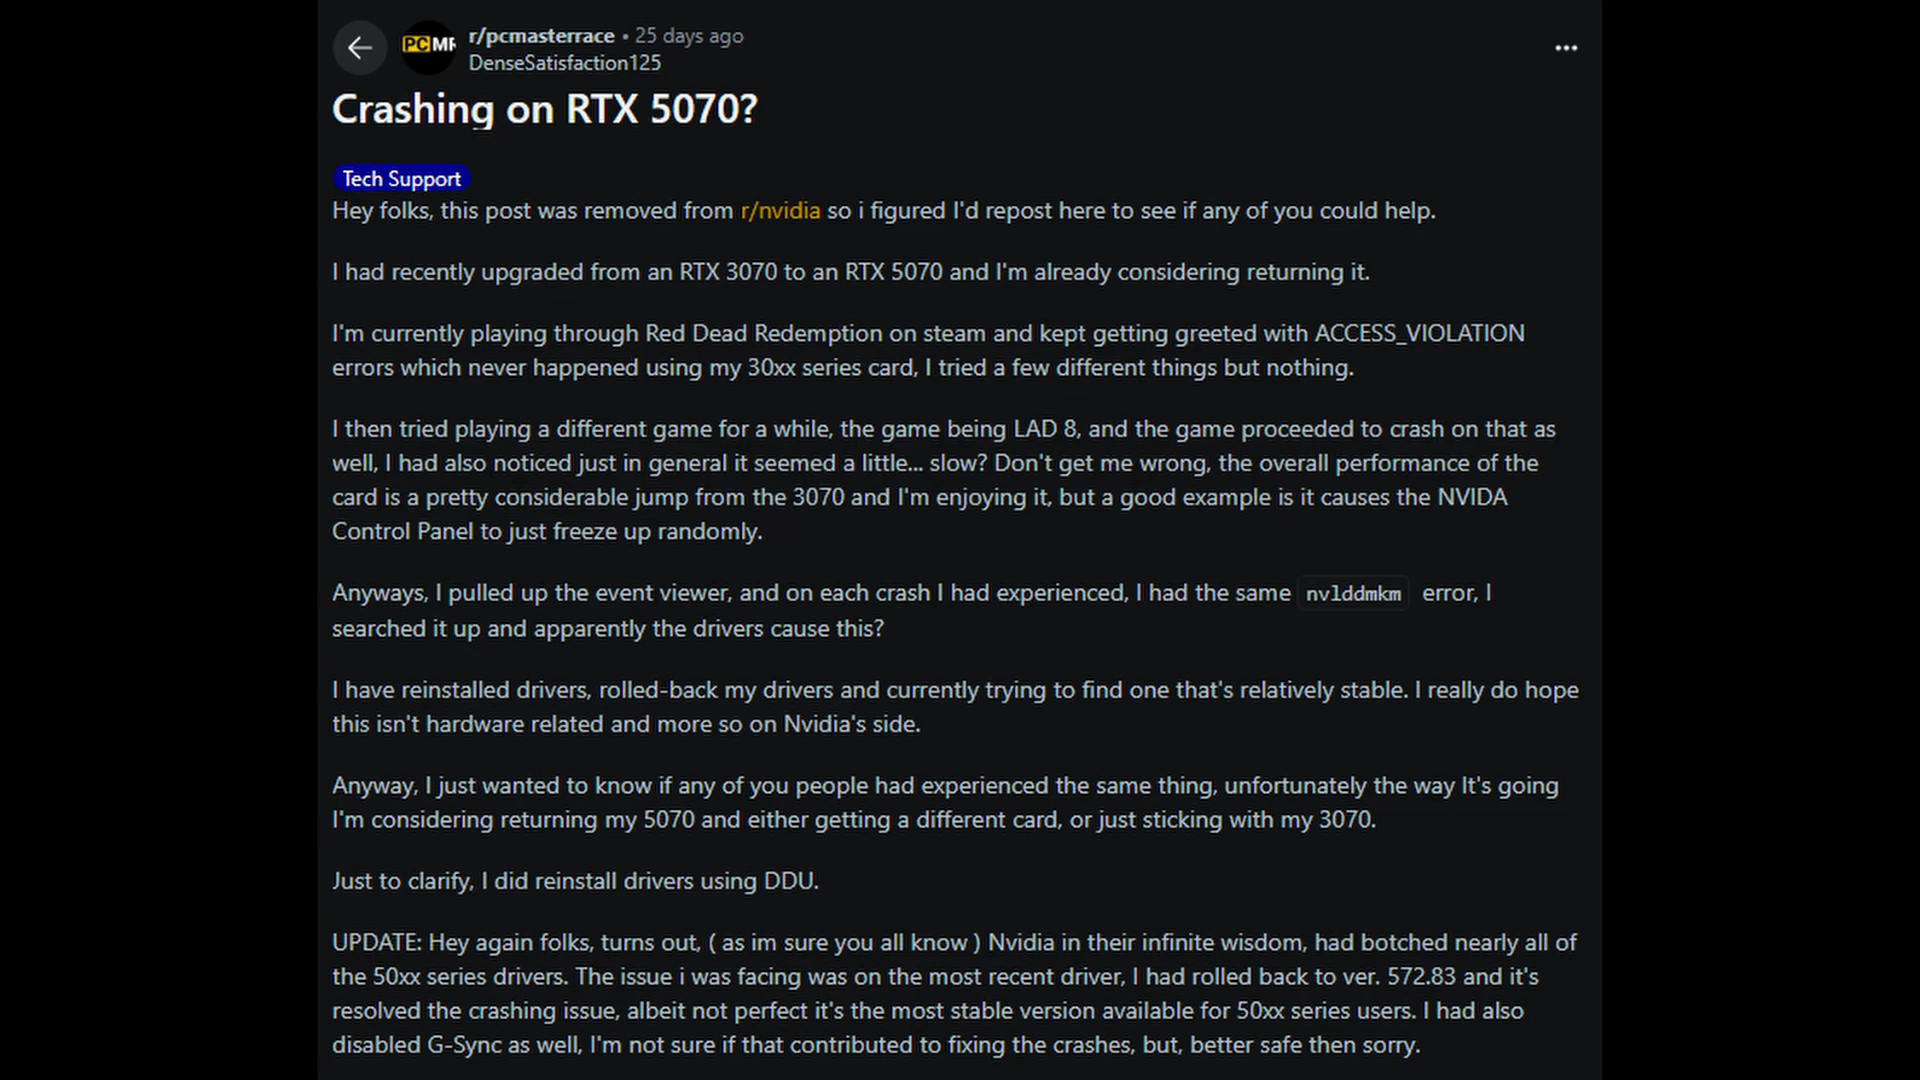 PCMR
r/pcmasterrace • 25 days ago
DenseSatisfaction125
Crashing on RTX 5070?
Tech Support
Hey folks, this post was removed from r/nvidia so i figured I'd repost here to see if any of you could help.
I had recently upgraded from an RTX 3070 to an RTX 5070 and I'm already considering returning it.
I'm currently playing through Red Dead Redemption on steam and kept getting greeted with ACCESS_VIOLATION
errors which never happened using my 30xx series card, I tried a few different things but nothing.
I then tried playing a different game for a while, the game being LAD 8, and the game proceeded to crash on that as
well, I had also noticed just in general it seemed a little... slow? Don't get me wrong, the overall performance of the
card is a pretty considerable jump from the 3070 and I'm enjoying it, but a good example is it causes the NVIDA
Control Panel to just freeze up randomly.
Anyways, I pulled up the event viewer, and on each crash I had experienced, I had the same nvlddmkm error, I
searched it up and apparently the drivers cause this?
I have reinstalled drivers, rolled-back my drivers and currently trying to find one that's relatively stable. I really do hope
this isn't hardware related and more so on Nvidia's side.
Anyway, I just wanted to know if any of you people had experienced the same thing, unfortunately the way It's going
I'm considering returning my 5070 and either getting a different card, or just sticking with my 3070.
Just to clarify, I did reinstall drivers using DDU.
UPDATE: Hey again folks, turns out, ( as im sure you all know ) Nvidia in their infinite wisdom, had botched nearly all of
the 50xx series drivers. The issue i was facing was on the most recent driver, I had rolled back to ver. 572.83 and it's
resolved the crashing issue, albeit not perfect it's the most stable version available for 50xx series users. I had also
disabled G-Sync as well, I'm not sure if that contributed to fixing the crashes, but, better safe then sorry.